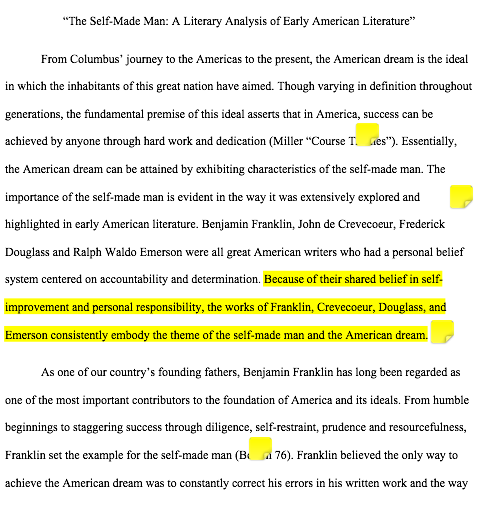 “The Self-Made Man: A Literary Analysis of Early American Literature”
From Columbus’ journey to the Americas to the present, the American dream is the ideal
in which the inhabitants of this great nation have aimed. Though varying in definition throughout
generations, the fundamental premise of this ideal asserts that in America, success can be
achieved by anyone through hard work and dedication (Miller “Course”). Essentially,
the American dream can be attained by exhibiting characteristics of the self-made man. The
importance of the self-made man is evident in the way it was extensively explored and
highlighted in early American literature. Benjamin Franklin, John de Crevecoeur, Frederick
Douglass and Ralph Waldo Emerson were all great American writers who had a personal belief
system centered on accountability and determination. Because of their shared belief in self-
improvement and personal responsibility, the works of Franklin, Crevecoeur, Douglass, and
Emerson consistently embody the theme of the self-made man and the American dream.
As one of our country’s founding fathers, Benjamin Franklin has long been regarded as
one of the most important contributors to the foundation of America and its ideals. From humble
beginnings to staggering success through diligence, self-restraint, prudence and resourcefulness,
Franklin set the example for the self-made man ( 76). Franklin believed the only way to
achieve the American dream was to constantly correct his errors in his written work and the way